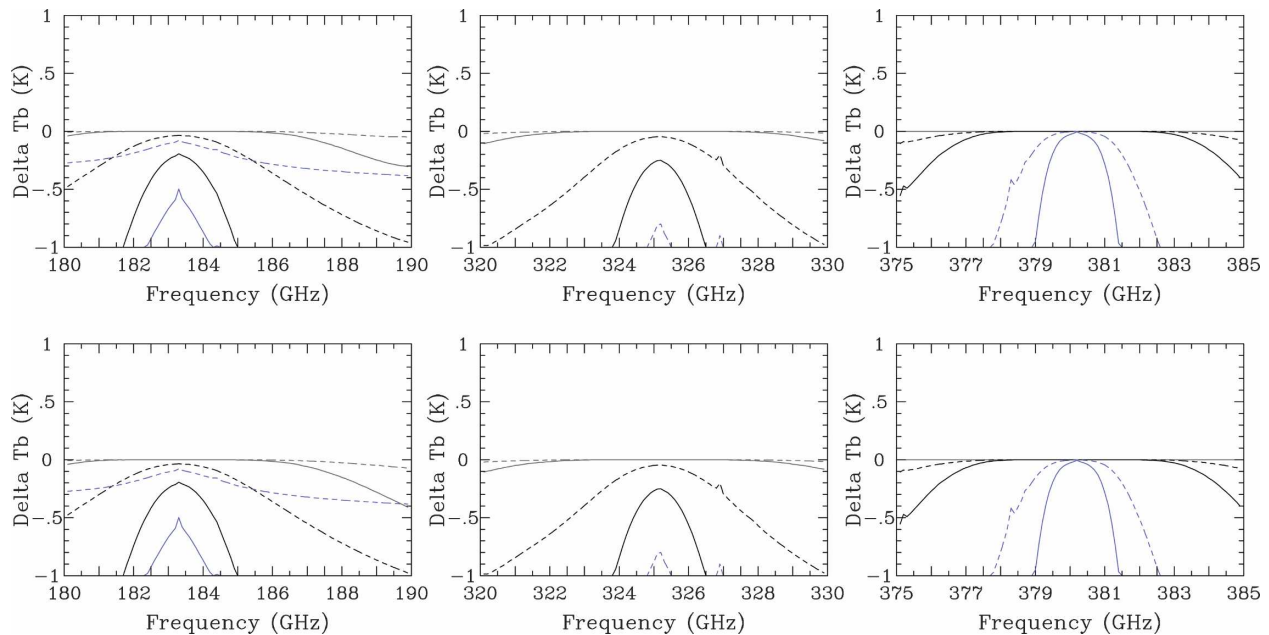 1
.5
0
−.5
−1
Delta Tb (K)
180 182 184 186 188 190
Frequency (GHz)
1
.5
0
−.5
−1
Delta Tb (K)
320 322 324 326 328 330
Frequency (GHz)
1
.5
0
−.5
−1
Delta Tb (K)
375 377 379 381 383 385
Frequency (GHz)
1
.5
0
−.5
−1
Delta Tb (K)
180 182 184 186 188 190
Frequency (GHz)
1
.5
0
−.5
−1
Delta Tb (K)
320 322 324 326 328 330
Frequency (GHz)
1
.5
0
−.5
−1
Delta Tb (K)
375 377 379 381 383 385
Frequency (GHz)